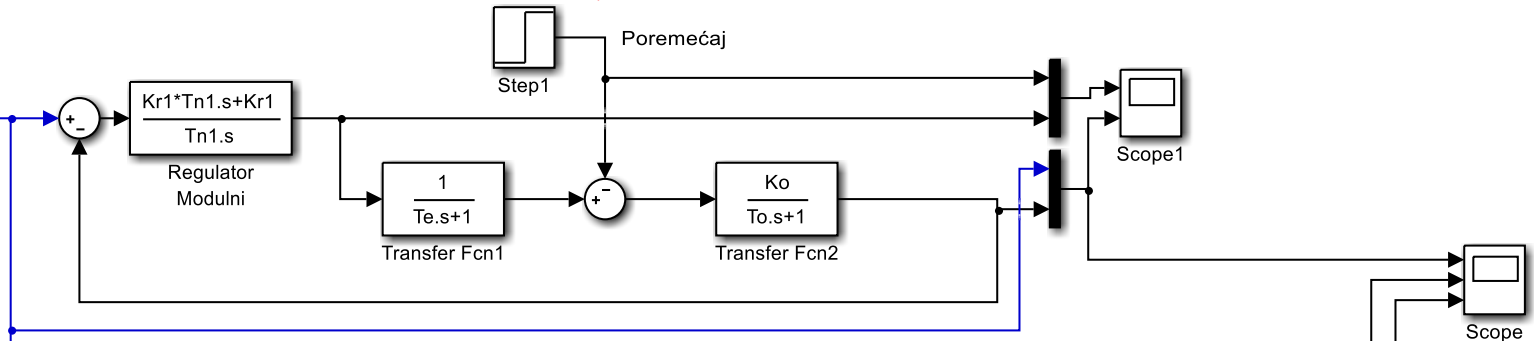 Poremećaj
Step1
Kr1*Tn1.s+Kr1
Tn1.s
Regulator
Modulni
+
−
1
Te.s+1
Transfer Fcn1
+
−
Ko
To.s+1
Transfer Fcn2
Scope1
Scope